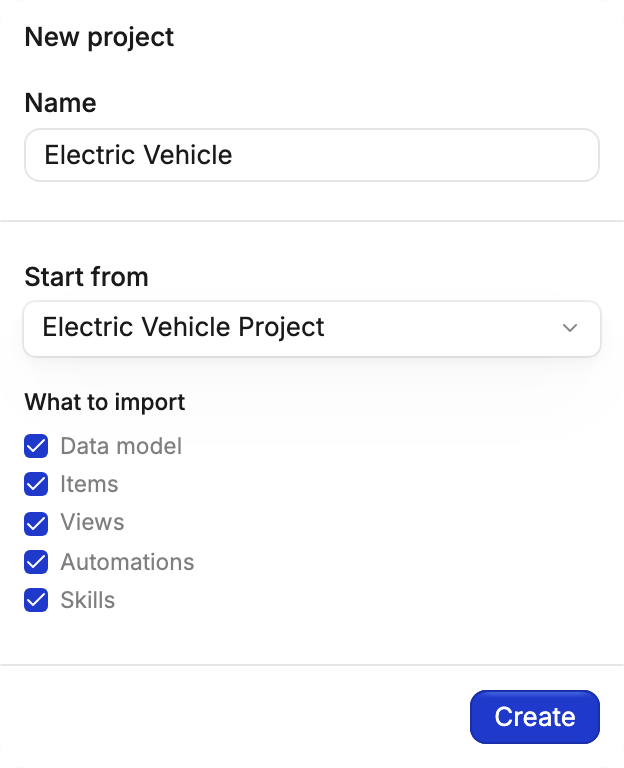 New project
Name
Electric Vehicle
Start from
Electric Vehicle Project
What to import
Data model
Items
Views
Automations
Skills
Create